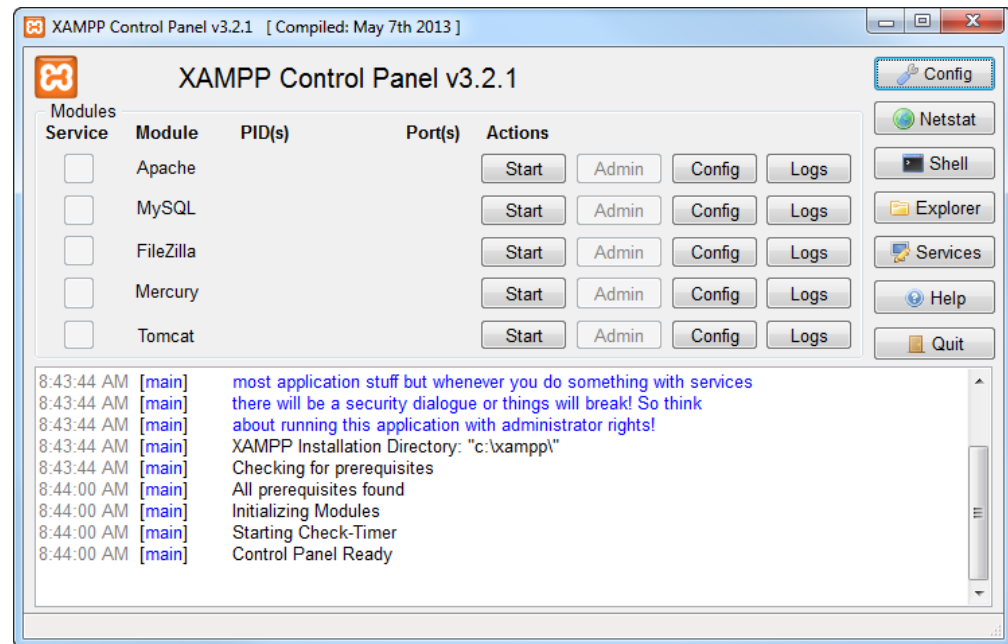 XAMPP Control Panel v3.2.1 [ Compiled: May 7th 2013 ]
XAMPP Control Panel v3.2.1
Config
Modules
Service Module PID(s) Port(s) Actions
Netstat
Apache Start Admin Config Logs
Shell
MySQL Start Admin Config Logs
Explorer
FileZilla Start Admin Config Logs
Services
Mercury Start Admin Config Logs
Help
Tomcat Start Admin Config Logs
Quit
8:43:44 AM [main] most application stuff but whenever you do something with services
8:43:44 AM [main] there will be a security dialogue or things will break! So think
8:43:44 AM [main] about running this application with administrator rights!
8:43:44 AM [main] XAMPP Installation Directory: "c:\xampp\"
8:43:44 AM [main] Checking for prerequisites
8:44:00 AM [main] All prerequisites found
8:44:00 AM [main] Initializing Modules
8:44:00 AM [main] Starting Check-Timer
8:44:00 AM [main] Control Panel Ready